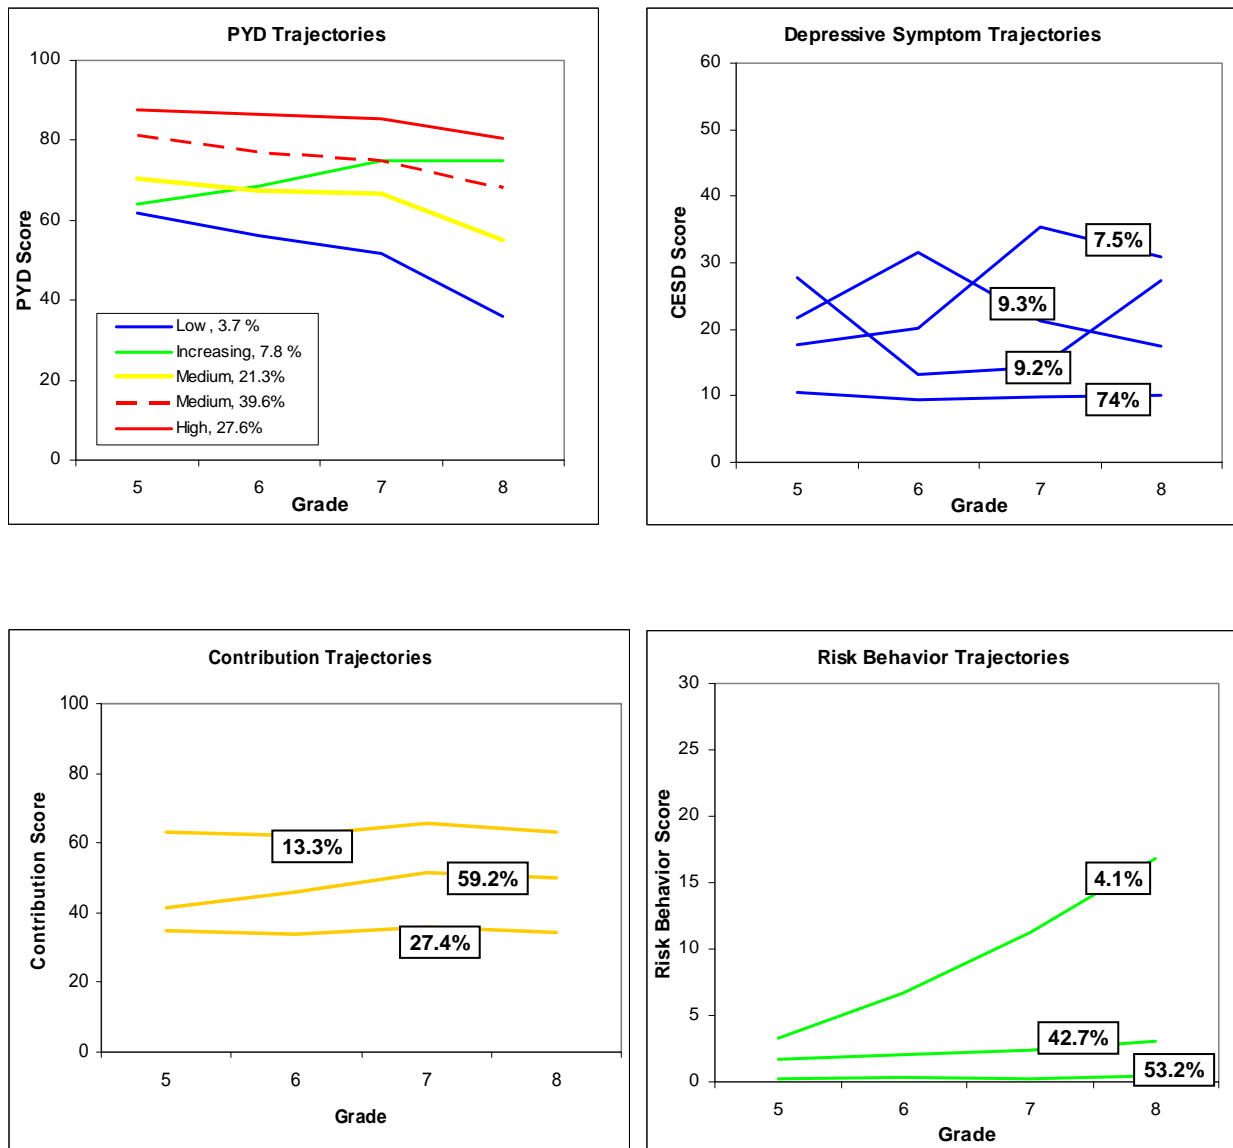 PYD Trajectories
100
80
60
40
20
0
PYD Score
Low , 3.7 %
Increasing, 7.8 %
Medium, 21.3%
Medium, 39.6%
High, 27.6%
5 6 7 8
Grade
Depressive Symptom Trajectories
60
50
40
30
20
10
0
CESD Score
7.5%
9.3%
9.2%
74%
5 6 7 8
Grade
Contribution Trajectories
100
80
60
40
20
0
Contribution Score
13.3%
59.2%
27.4%
5 6 7 8
Grade
Risk Behavior Trajectories
30
25
20
15
10
5
0
Risk Behavior Score
4.1%
42.7%
53.2%
5 6 7 8
Grade